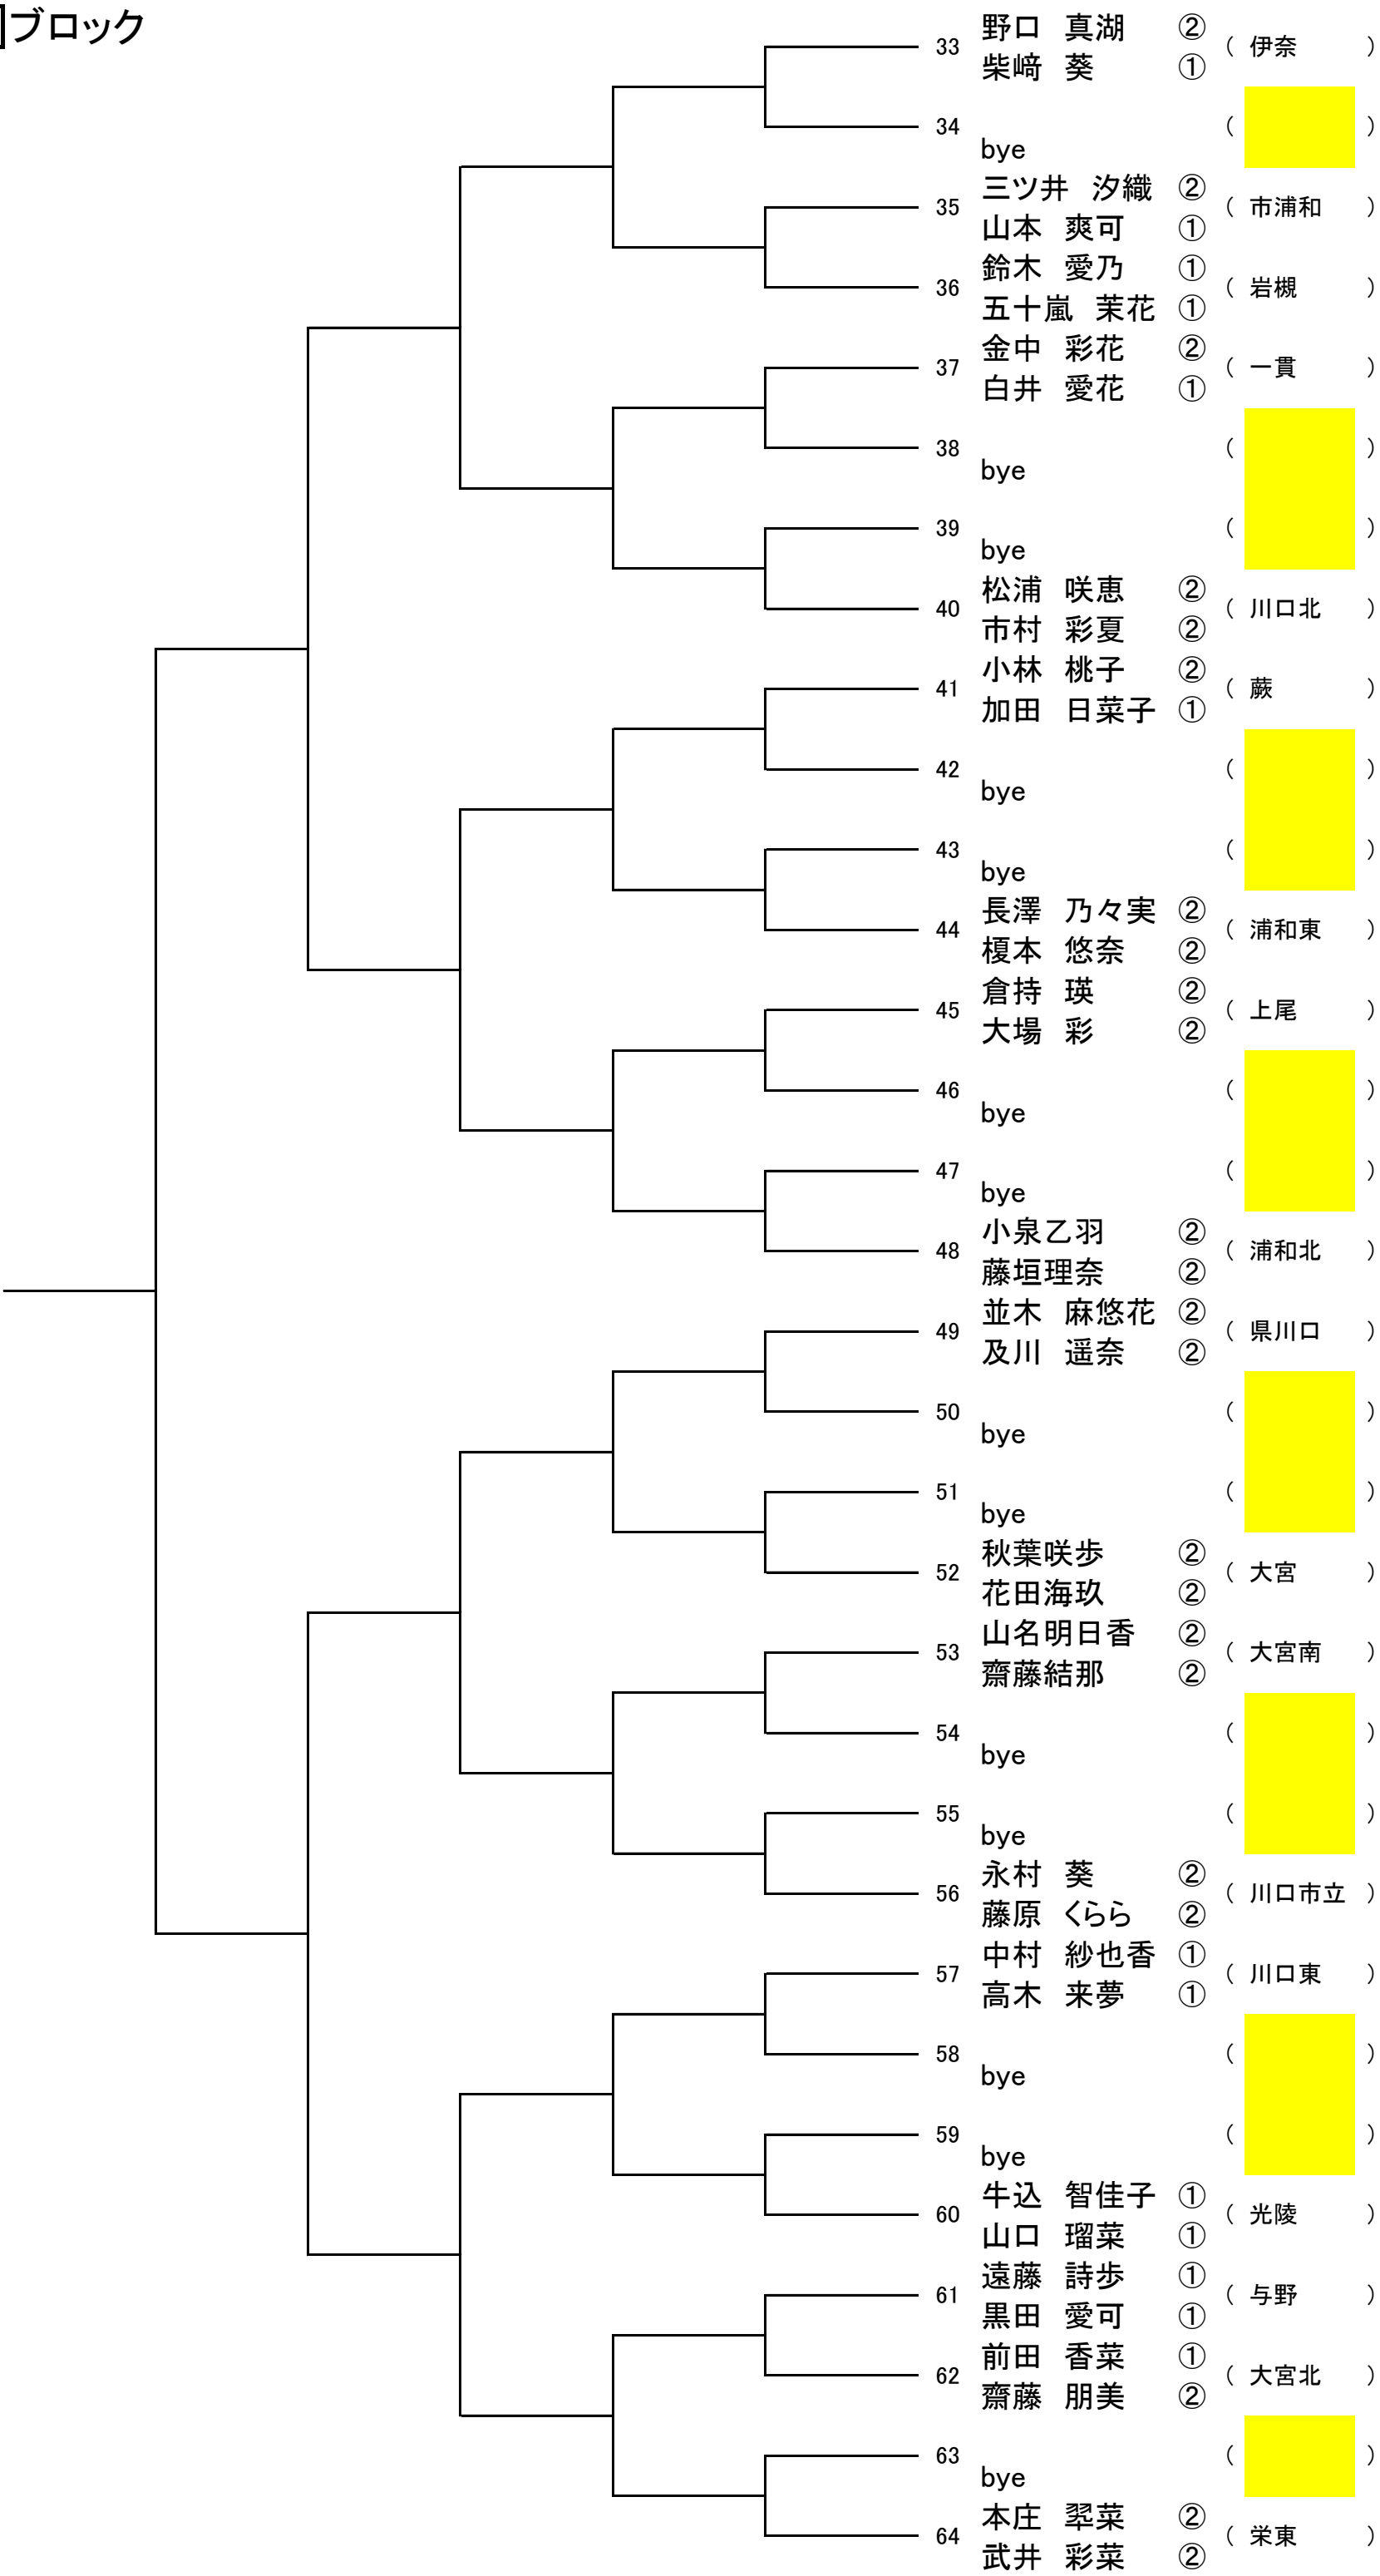 ブロック
野口 真湖 ②
33 ( 伊奈 )
柴﨑 葵 ①
34 ( )
bye
三ツ井 汐織 ②
35 ( 市浦和 )
山本 爽可 ①
鈴木 愛乃 ①
36 ( 岩槻 )
五十嵐 茉花 ①
金中 彩花 ②
37 ( 一貫 )
白井 愛花 ①
38 ( )
bye
39 ( )
bye
松浦 咲恵 ②
40 ( 川口北 )
市村 彩夏 ②
小林 桃子 ②
41 ( 蕨 )
加田 日菜子 ①
42 ( )
bye
43 ( )
bye
長澤 乃々実 ②
44 ( 浦和東 )
榎本 悠奈 ②
倉持 瑛 ②
45 ( 上尾 )
大場 彩 ②
46 ( )
bye
47 ( )
bye
小泉乙羽 ②
48 ( 浦和北 )
藤垣理奈 ②
並木 麻悠花 ②
49 ( 県川口 )
及川 遥奈 ②
50 ( )
bye
51 ( )
bye
秋葉咲歩 ②
52 ( 大宮 )
花田海玖 ②
山名明日香 ②
53 ( 大宮南 )
齋藤結那 ②
54 ( )
bye
55 ( )
bye
永村 葵 ②
56 ( 川口市立 )
藤原 くらら ②
中村 紗也香 ①
57 ( 川口東 )
高木 来夢 ①
58 ( )
bye
59 ( )
bye
牛込 智佳子 ①
60 ( 光陵 )
山口 瑠菜 ①
遠藤 詩歩 ①
61 ( 与野 )
黒田 愛可 ①
前田 香菜 ①
62 ( 大宮北 )
齋藤 朋美 ②
63 ( )
bye
本庄 翆菜 ②
64 ( 栄東 )
武井 彩菜 ②